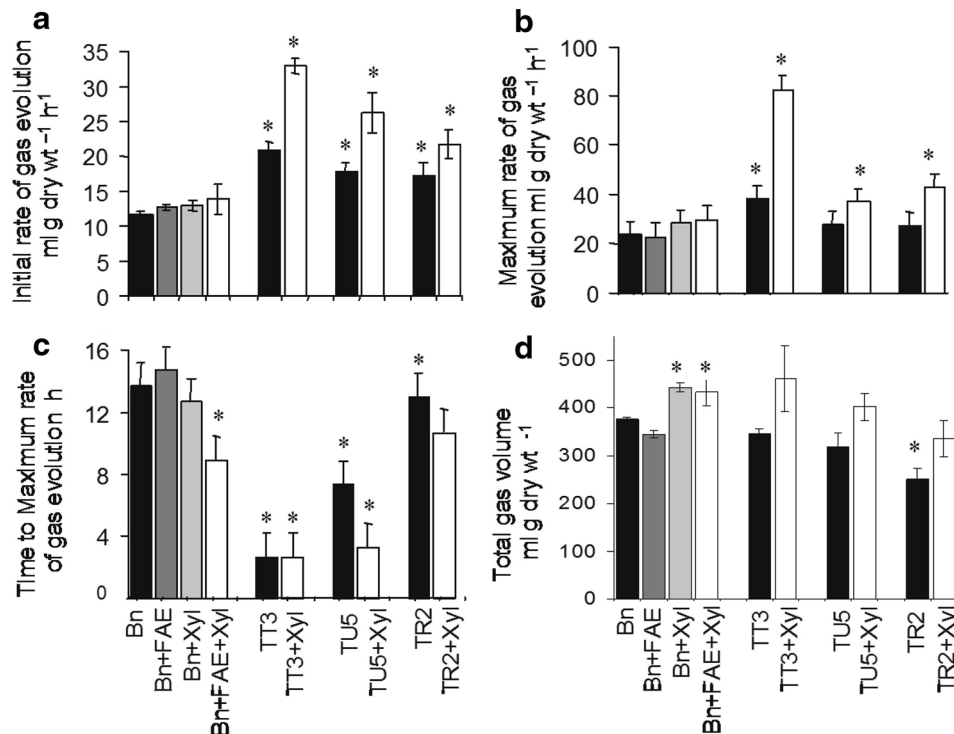 a
Initial rate of gas evolution
ml g dry wt ⁻¹ h⁻¹
35
30
25
20
15
10
5
0
* * * * * *
b
Maximum rate of gas
evolution ml g dry wt ⁻¹ hr⁻¹
100
80
60
40
20
0
* * * *
c
Time to Maximum rate
of gas evolution h
16
12
8
4
0
* * * * * *
Bn
Bn+FAE
Bn+Xyl
Bn+FAE+Xyl
TT3
TT3+Xyl
TU5
TU5+Xyl
TR2
TR2+Xyl
d
Total gas volume
ml g dry wt -1
500
400
300
200
100
0
* * *
Bn
Bn+FAE
Bn+Xyl
Bn+FAE+Xyl
TT3
TT3+Xyl
TU5
TU5+Xyl
TR2
TR2+Xyl